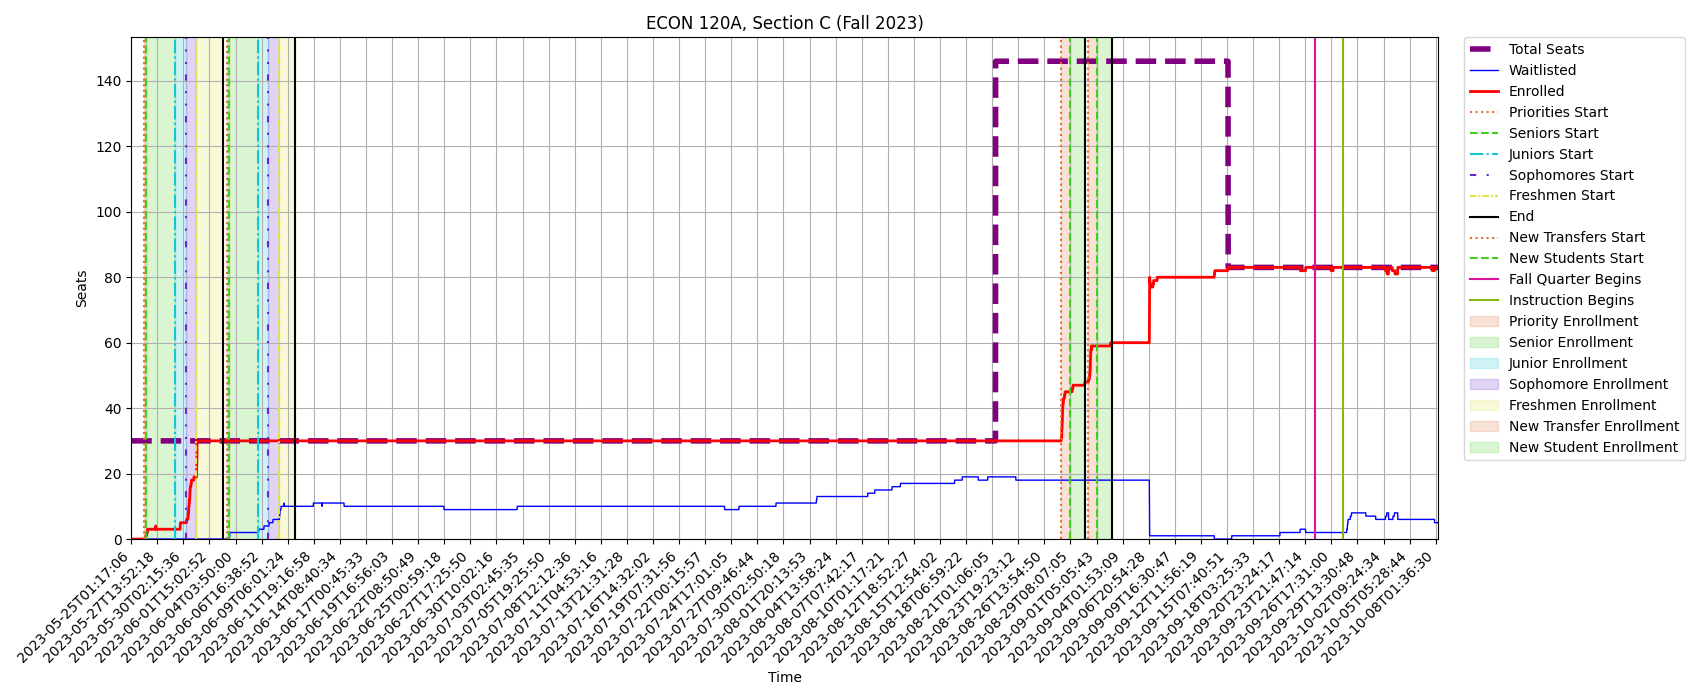 ECON 120A, Section C (Fall 2023)
Seats
140
120
100
80
60
40
20
0
2023-05-25T01:17:06
2023-05-27T13:52:18
2023-05-30T02:15:36
2023-06-01T15:02:52
2023-06-04T03:50:00
2023-06-06T16:38:52
2023-06-09T06:01:24
2023-06-11T19:16:58
2023-06-14T08:40:34
2023-06-17T00:45:33
2023-06-19T16:56:03
2023-06-22T08:50:49
2023-06-25T00:59:18
2023-06-27T17:25:50
2023-06-30T10:02:16
2023-07-03T02:45:35
2023-07-05T19:25:50
2023-07-08T12:12:36
2023-07-11T04:53:16
2023-07-13T21:31:28
2023-07-16T14:32:02
2023-07-19T07:31:56
2023-07-22T00:15:57
2023-07-24T17:01:05
2023-07-27T09:46:44
2023-07-30T02:50:18
2023-08-01T20:13:53
2023-08-04T13:58:24
2023-08-07T07:42:17
2023-08-10T01:17:21
2023-08-12T18:52:27
2023-08-15T12:54:02
2023-08-18T06:59:22
2023-08-21T01:06:05
2023-08-23T19:23:12
2023-08-26T13:54:50
2023-08-29T08:07:05
2023-09-01T05:05:43
2023-09-04T01:53:09
2023-09-06T20:54:28
2023-09-09T16:30:47
2023-09-12T11:56:19
2023-09-15T07:40:51
2023-09-18T03:25:33
2023-09-20T23:24:17
2023-09-23T21:47:14
2023-09-26T17:31:00
2023-09-29T13:30:48
2023-10-02T09:24:34
2023-10-05T05:28:44
2023-10-08T01:36:30
Time
Total Seats
Waitlisted
Enrolled
Priorities Start
Seniors Start
Juniors Start
Sophomores Start
Freshmen Start
End
New Transfers Start
New Students Start
Fall Quarter Begins
Instruction Begins
Priority Enrollment
Senior Enrollment
Junior Enrollment
Sophomore Enrollment
Freshmen Enrollment
New Transfer Enrollment
New Student Enrollment